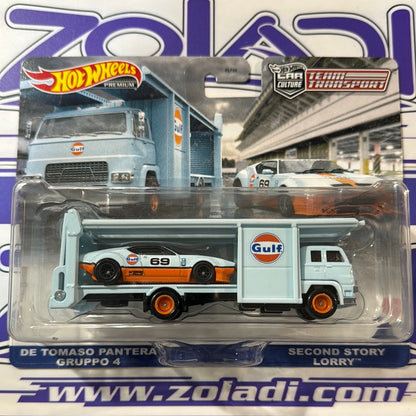 ZOLADI
HOT WHEELS
PREMIUM
CAR CULTURE
TEAM TRANSPORT
Gulf
69
Gulf
69
DE TOMASO PANTERA
GRUPPO 4
SECOND STORY
LORRY™
www.zoladi.com